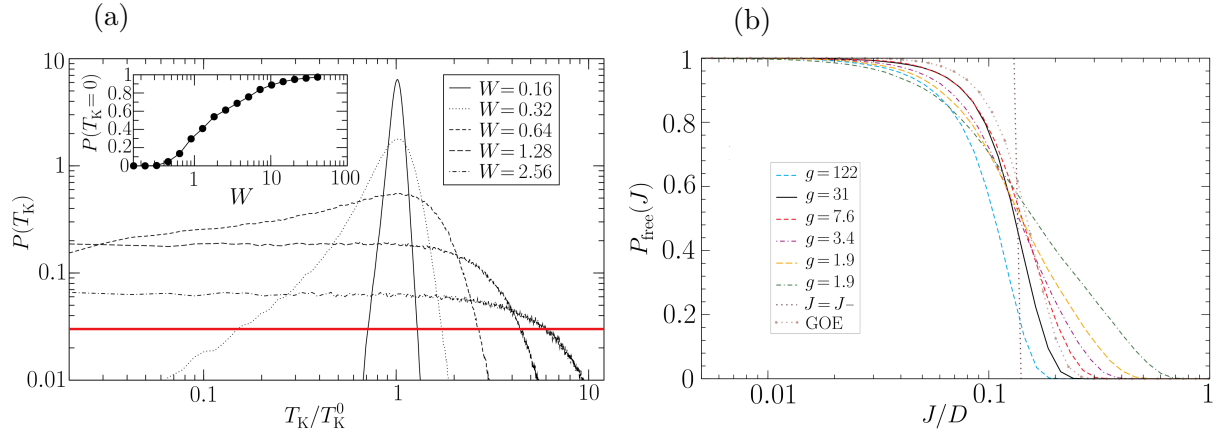 (a)
10
1
0.1
0.01
P(T_K)
0.1
1
10
T_K/T_K^0
1
0.8
0.6
0.4
0.2
0
P(T_K=0)
1
10
100
W
W=0.16
W=0.32
W=0.64
W=1.28
W=2.56
(b)
1
0.8
0.6
0.4
0.2
0
P_free(J)
0.01
0.1
1
J/D
g=122
g=31
g=7.6
g=3.4
g=1.9
g=1.9
J=J−
GOE